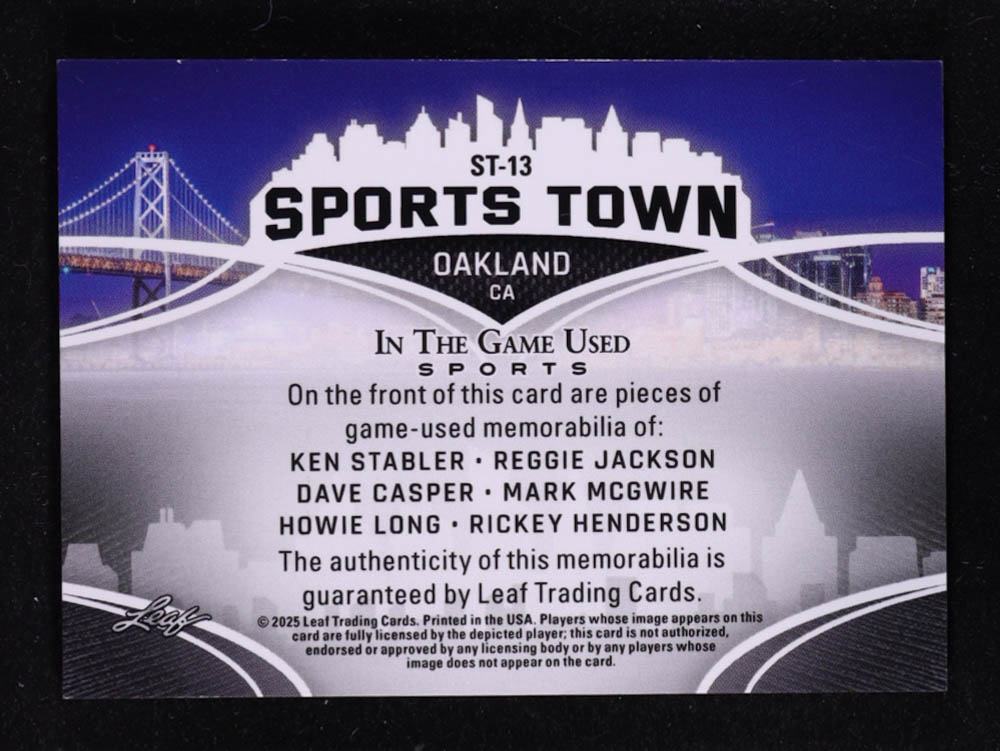 ST-13
SPORTS TOWN
OAKLAND
CA
IN THE GAME USED
SPORTS
On the front of this card are pieces of
game-used memorabilia of:
KEN STABLER • REGGIE JACKSON
DAVE CASPER • MARK MCGWIRE
HOWIE LONG • RICKEY HENDERSON
The authenticity of this memorabilia is
guaranteed by Leaf Trading Cards.
Leaf
© 2025 Leaf Trading Cards. Printed in the USA. Players whose image appears on this
card are fully licensed by the depicted player; this card is not authorized,
endorsed or approved by any licensing body or by any players whose
image does not appear on the card.